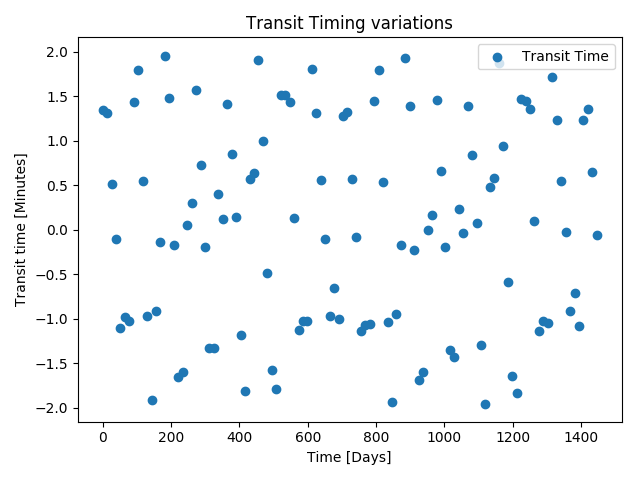 Transit Timing variations
Transit Time
Transit time [Minutes]
2.0
1.5
1.0
0.5
0.0
−0.5
−1.0
−1.5
−2.0
0 200 400 600 800 1000 1200 1400
Time [Days]